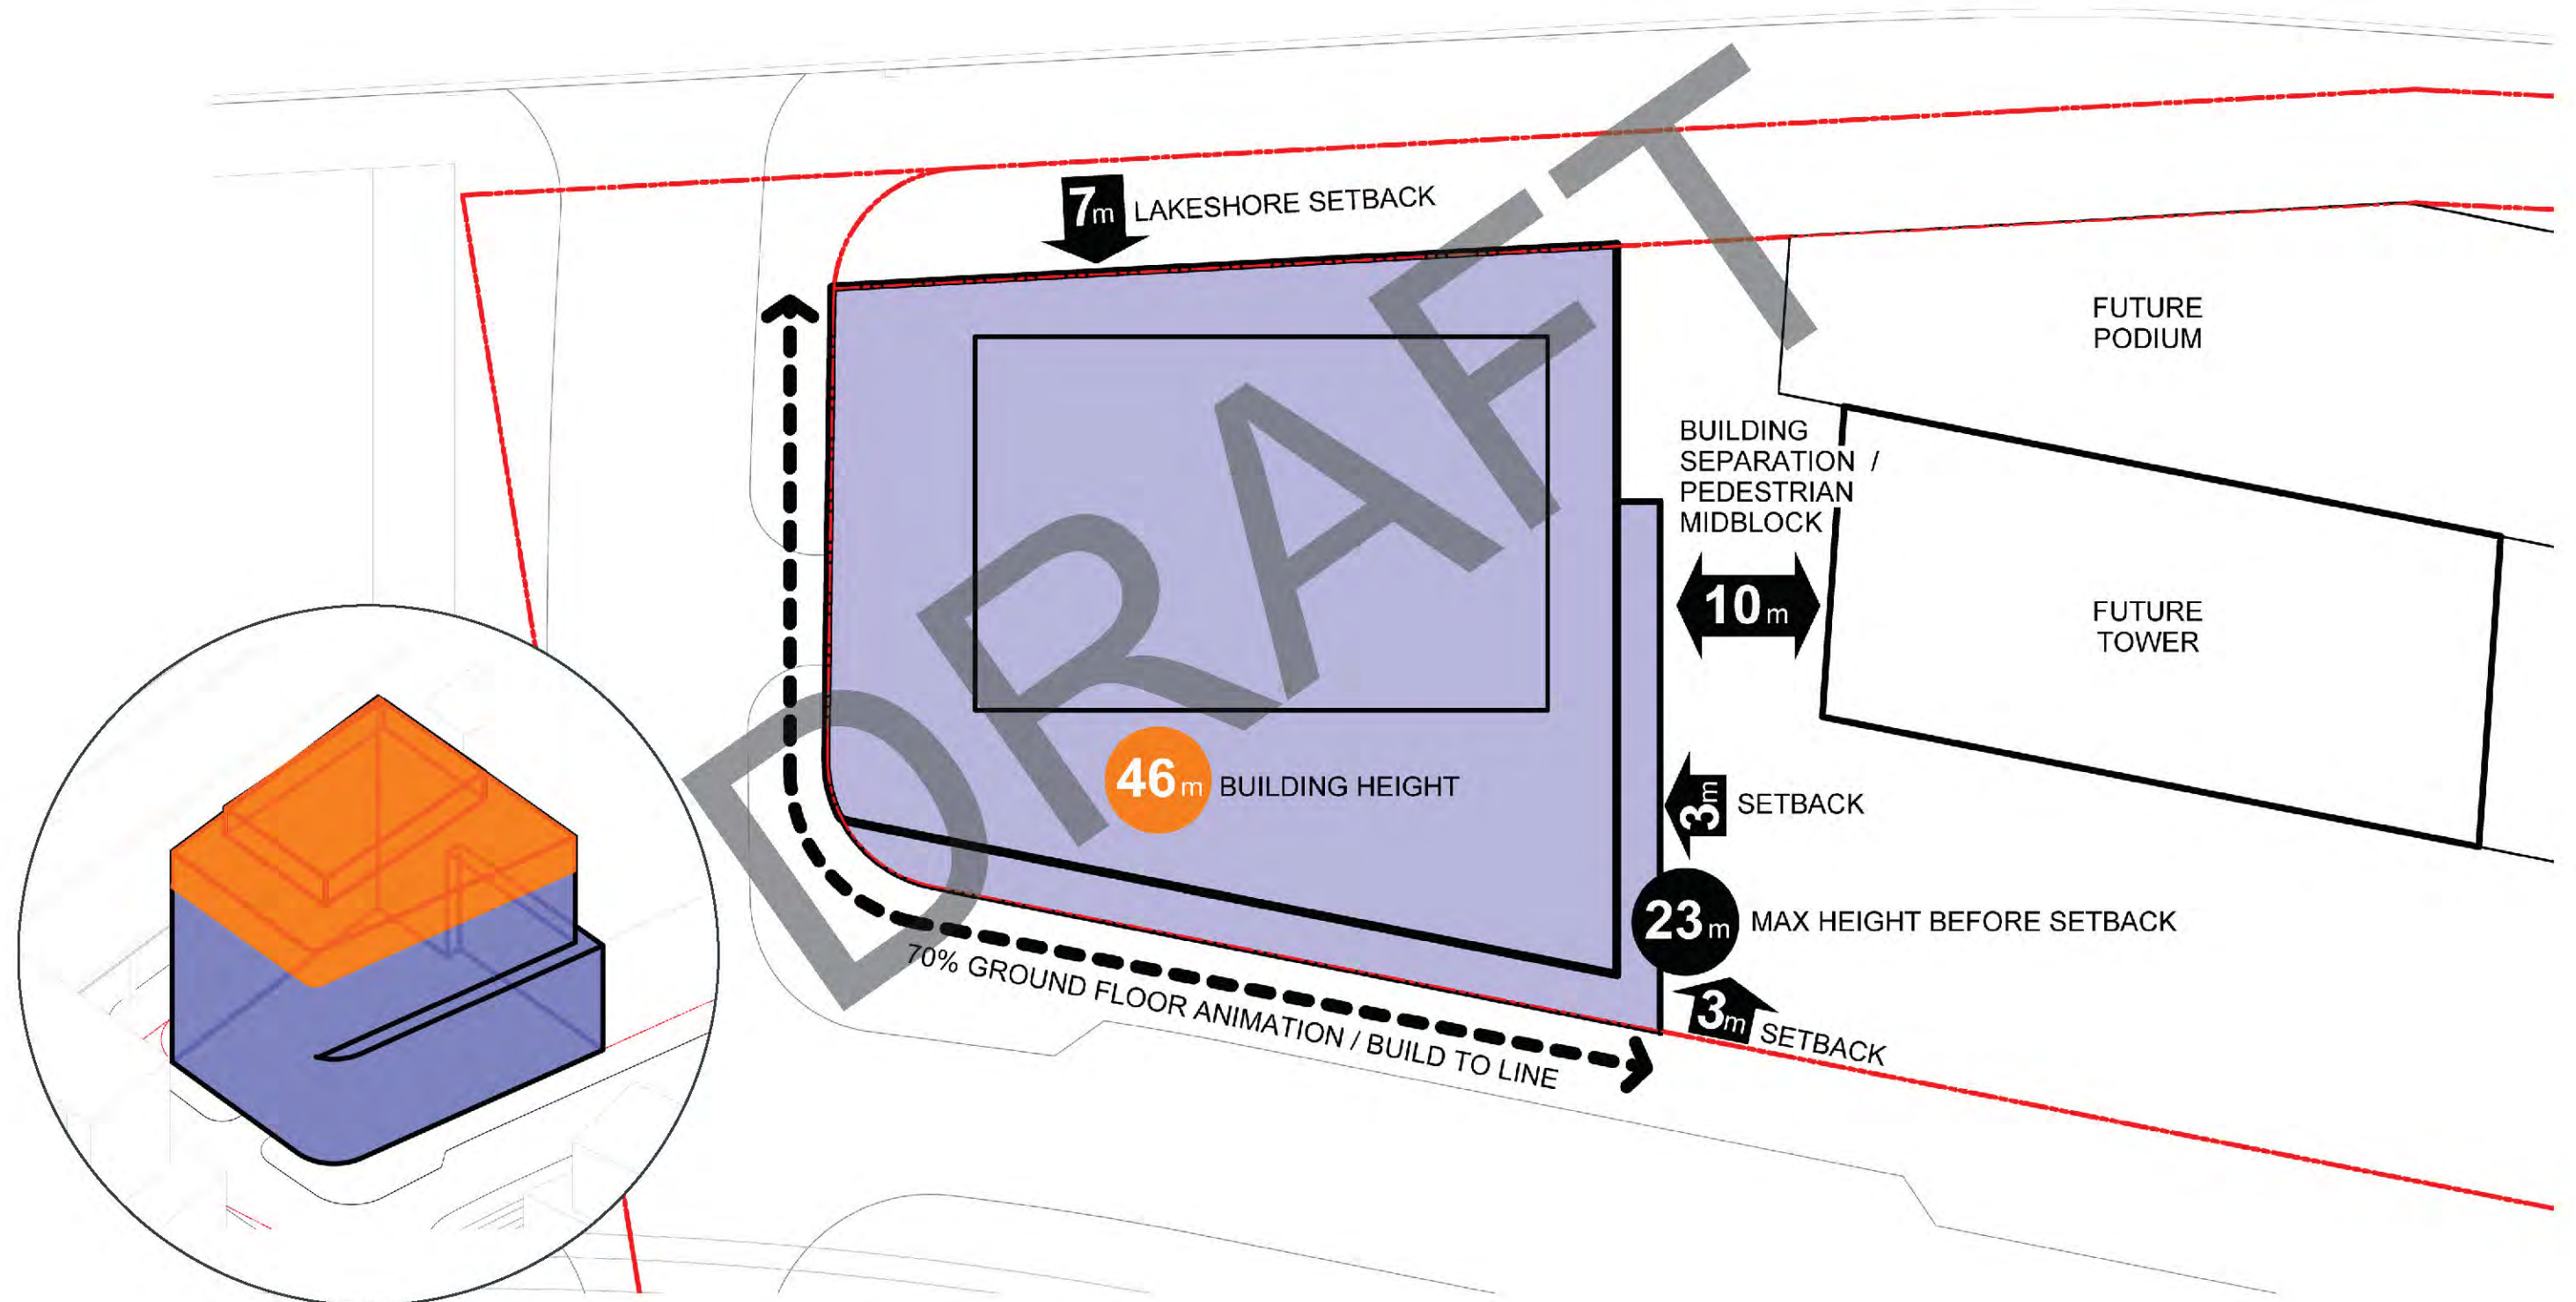 7m LAKESHORE SETBACK
FUTURE
PODIUM
BUILDING
SEPARATION /
PEDESTRIAN
MIDBLOCK
10m
FUTURE
TOWER
46m BUILDING HEIGHT
3m SETBACK
23m MAX HEIGHT BEFORE SETBACK
3m SETBACK
70% GROUND FLOOR ANIMATION / BUILD TO LINE
DRAFT